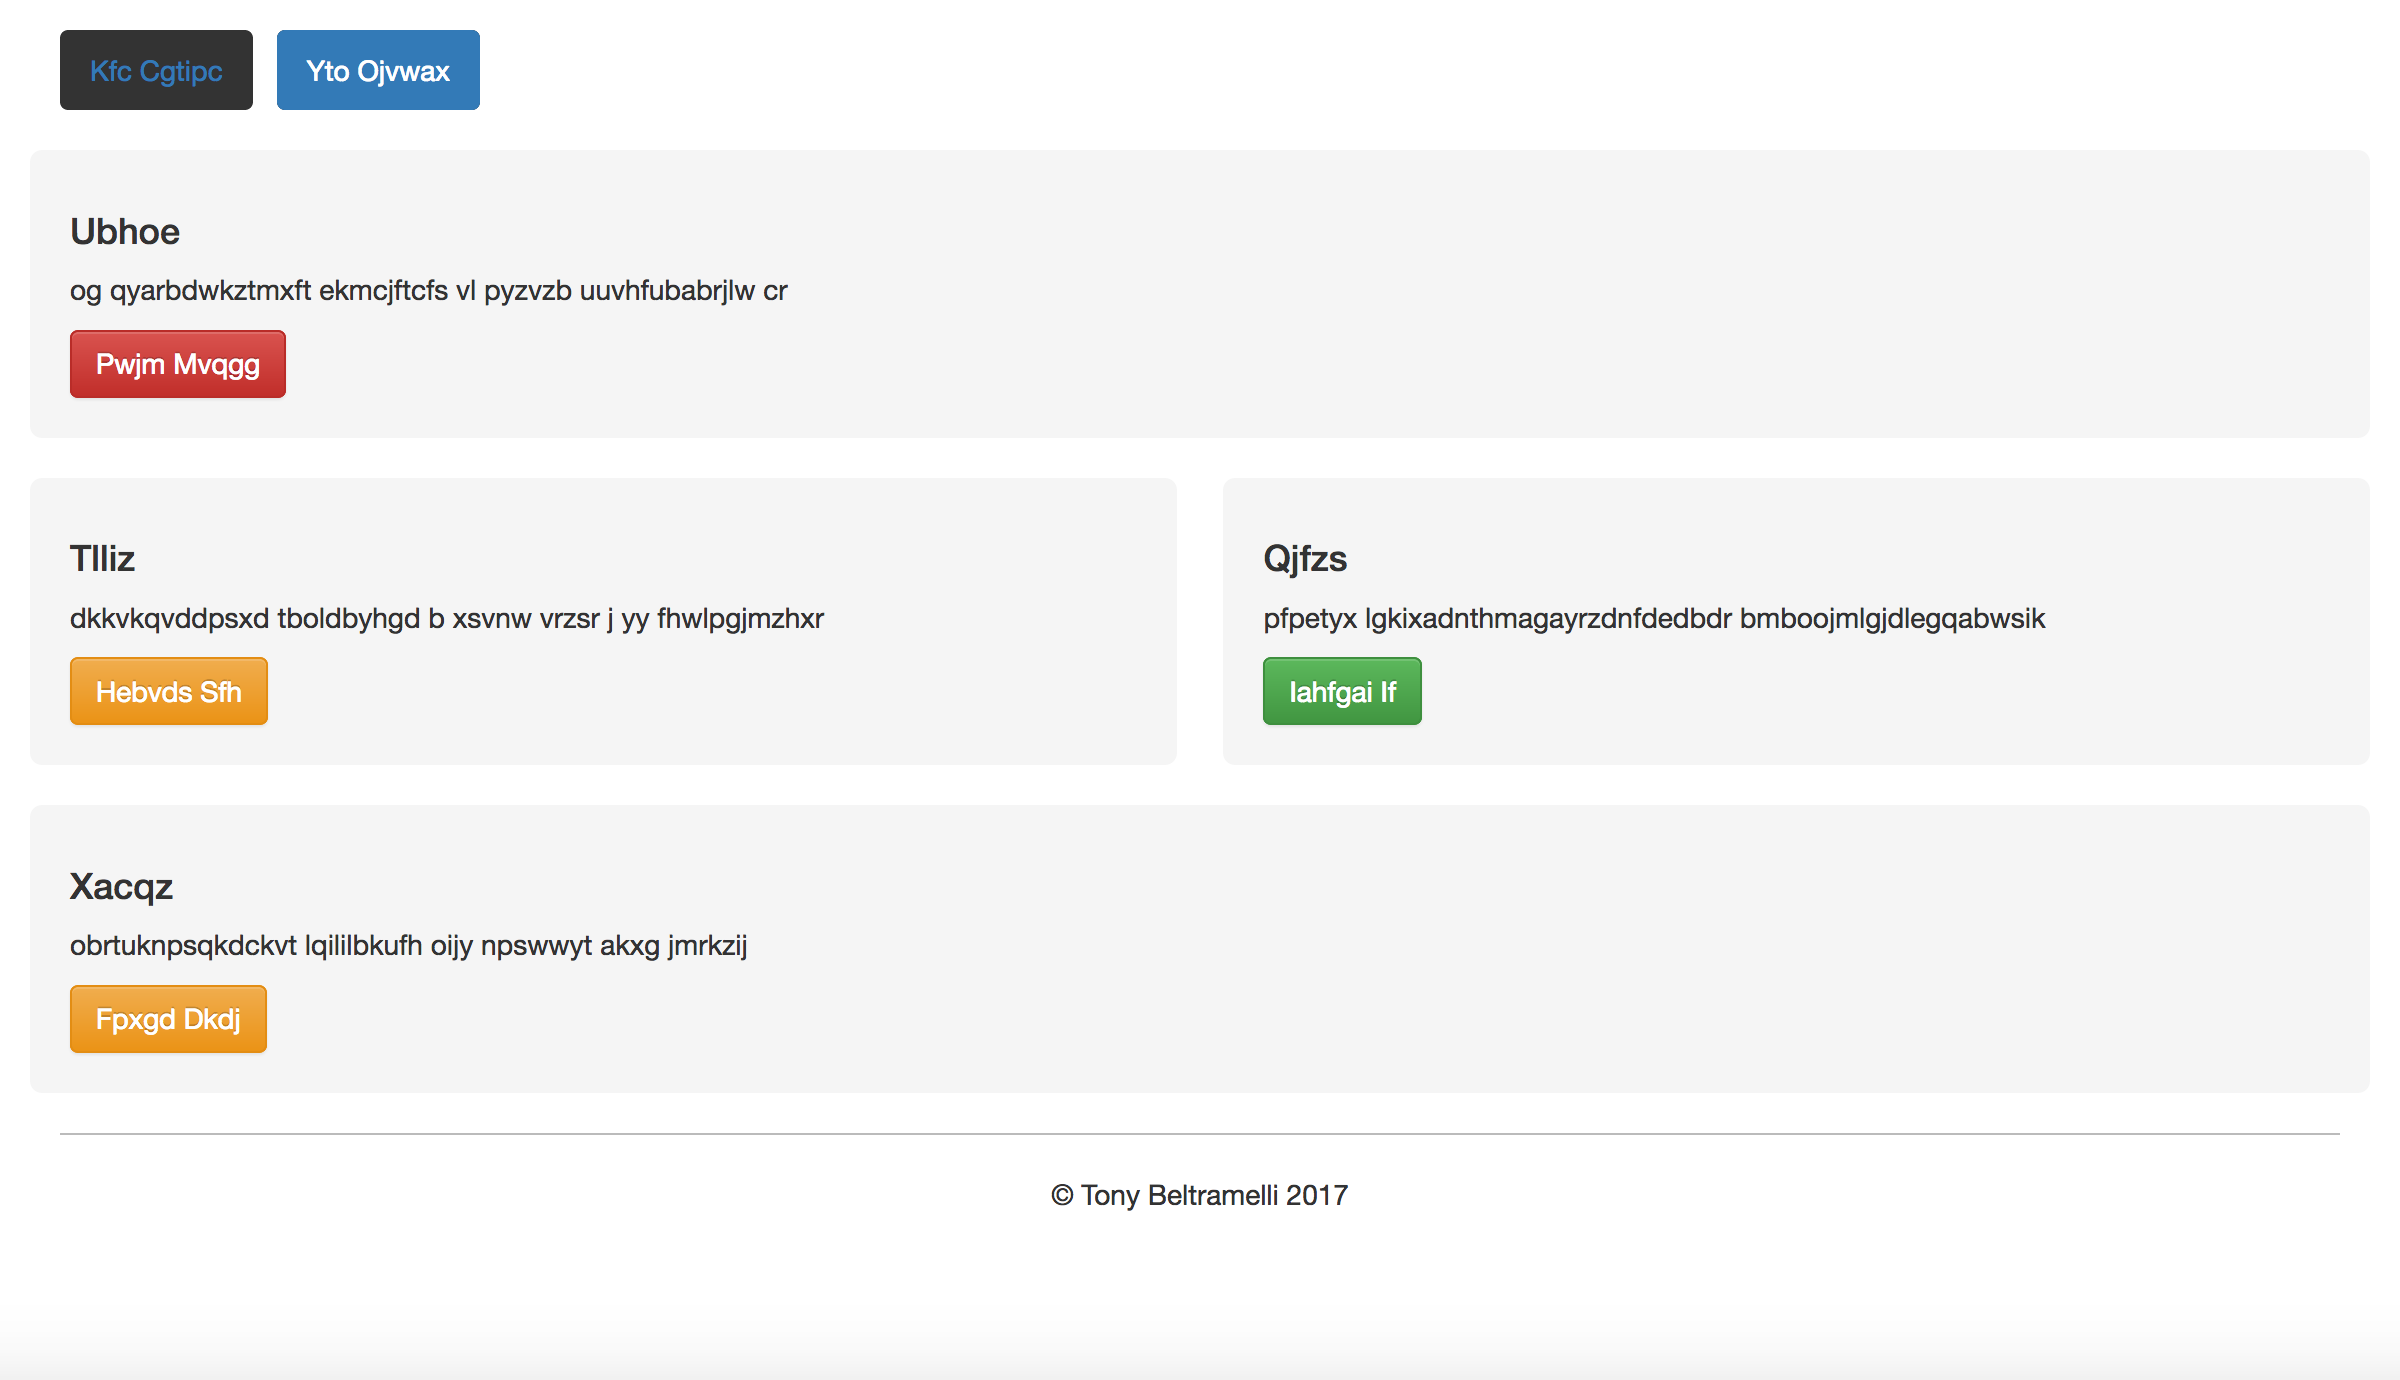 Kfc Cgtipc Yto Ojvwax
Ubhoe
og qyarbdwkztmxft ekmcjftcfs vl pyzvzb uuvhfubabrjlw cr
Pwjm Mvqgg
Tlliz
dkkvkqvddpsxd tboldbyhgd b xsvnw vrzsr j yy fhwlpgjmzhxr
Hebvds Sfh
Qjfzs
pfpetyx lgkixadnthmagayrzdnfdedbdr bmboojmlgjdlegqabwsik
Iahfgai If
Xacqz
obrtuknpsqkdckvt lqililbkufh oijy npswwyt akxg jmrkzij
Fpxgd Dkdj
© Tony Beltramelli 2017